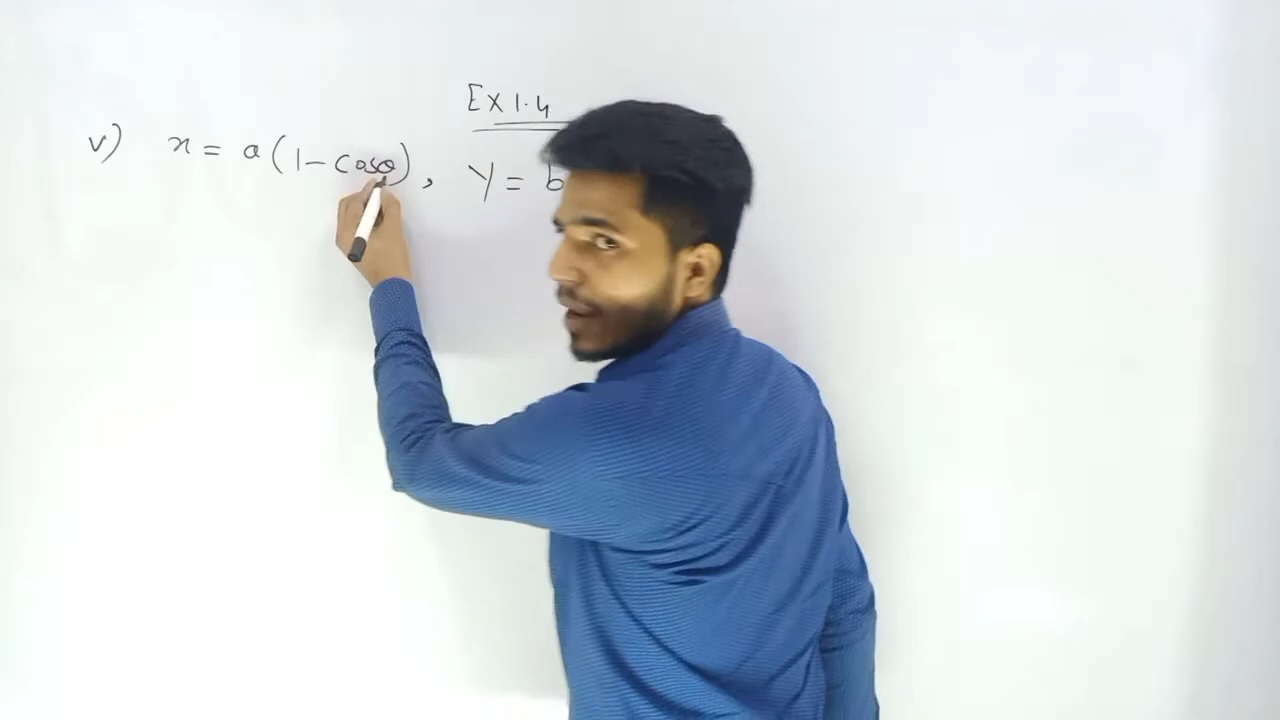 Ex 1.4
v) x = a(1 - cosθ), y = b